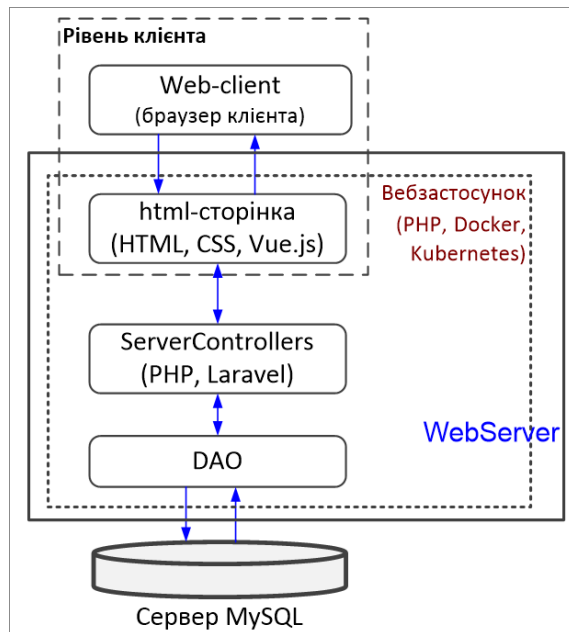 Рівень клієнта
Web-client
(браузер клієнта)
Вебзастосунок
(PHP, Docker,
Kubernetes)
html-сторінка
(HTML, CSS, Vue.js)
ServerControllers
(PHP, Laravel)
WebServer
DAO
Сервер MySQL